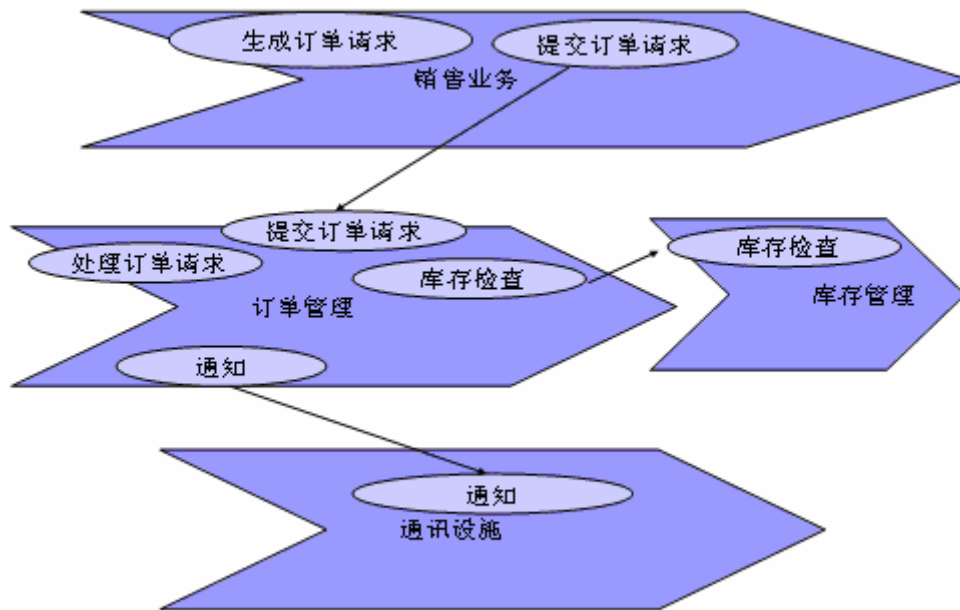 生成订单请求
提交订单请求
销售业务
提交订单请求
处理订单请求
库存检查
订单管理
通知
库存检查
库存管理
通知
通讯设施